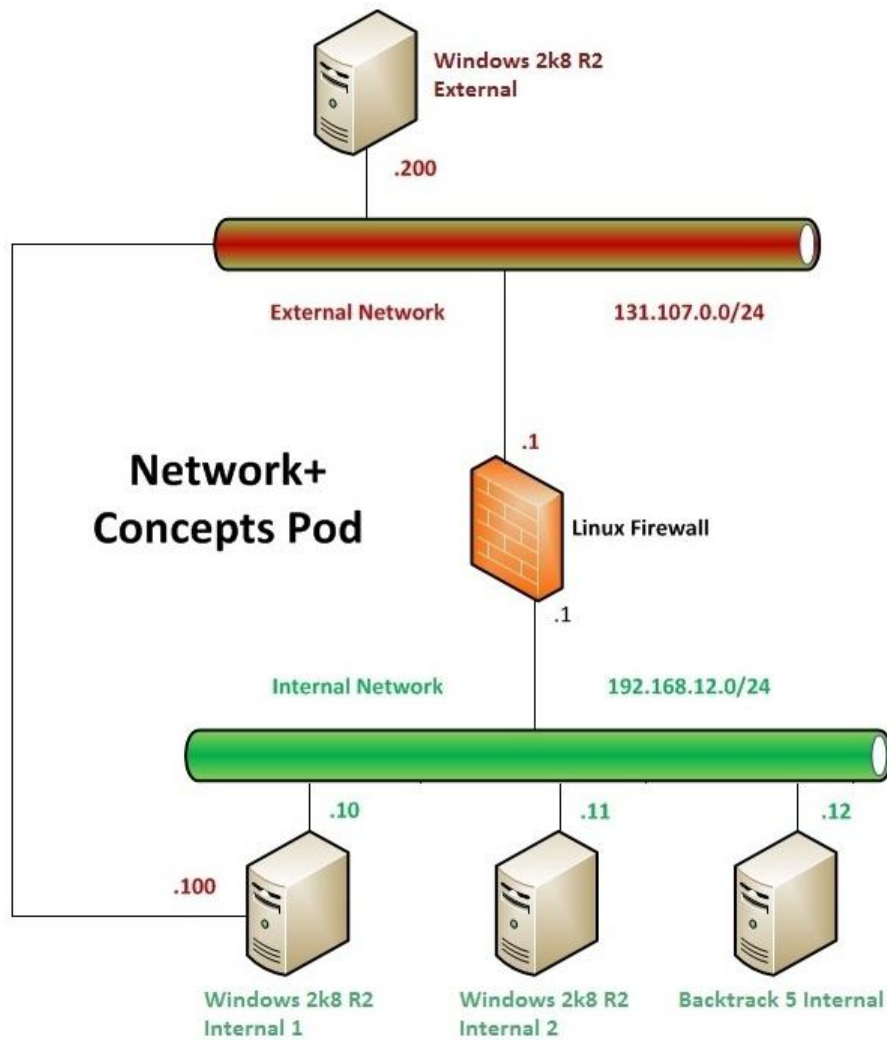 Windows 2k8 R2
External
.200
External Network
131.107.0.0/24
.1
Network+
Concepts Pod
Linux Firewall
.1
Internal Network
192.168.12.0/24
.10
.11
.12
.100
Windows 2k8 R2
Internal 1
Windows 2k8 R2
Internal 2
Backtrack 5 Internal